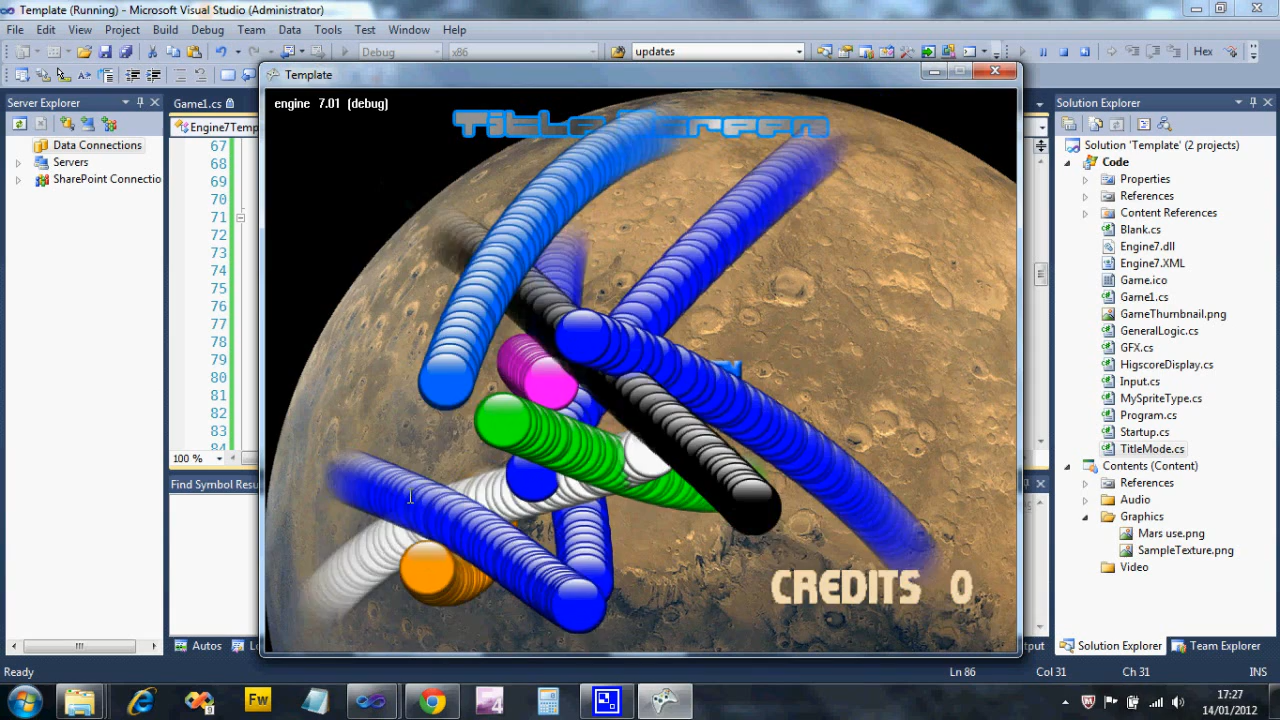 Template (Running) - Microsoft Visual Studio (Administrator)
File Edit View Project Build Debug Team Data Tools Test Window Help
Debug x86 updates Hex
Server Explorer
Data Connections
Servers
SharePoint Connectio
Game1.cs
Engine7Temp
67
68
69
70
71
72
73
74
75
76
77
78
79
80
81
82
83
84
100 %
Find Symbol Resu
Autos
Template
engine 7.01 (debug)
Title Screen
CREDITS 0
Solution Explorer
Solution 'Template' (2 projects)
Code
Properties
References
Content References
Blank.cs
Engine7.dll
Engine7.XML
Game.ico
Game1.cs
GameThumbnail.png
GeneralLogic.cs
GFX.cs
HigscoreDisplay.cs
Input.cs
MySpriteType.cs
Program.cs
Startup.cs
TitleMode.cs
Contents (Content)
References
Audio
Graphics
Mars use.png
SampleTexture.png
Video
Solution Explorer Team Explorer
Ready Ln 86 Col 31 Ch 31 INS
Fw
4
17:27
14/01/2012